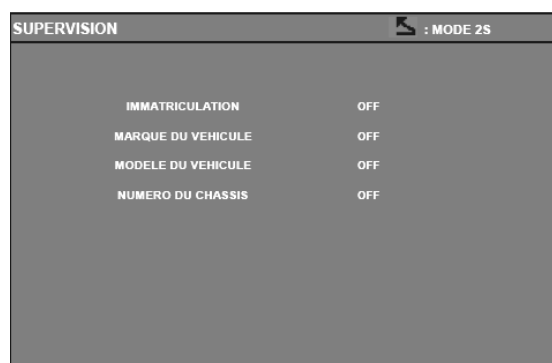 SUPERVISION : MODE 2S
IMMATRICULATION OFF
MARQUE DU VEHICULE OFF
MODELE DU VEHICULE OFF
NUMERO DU CHASSIS OFF